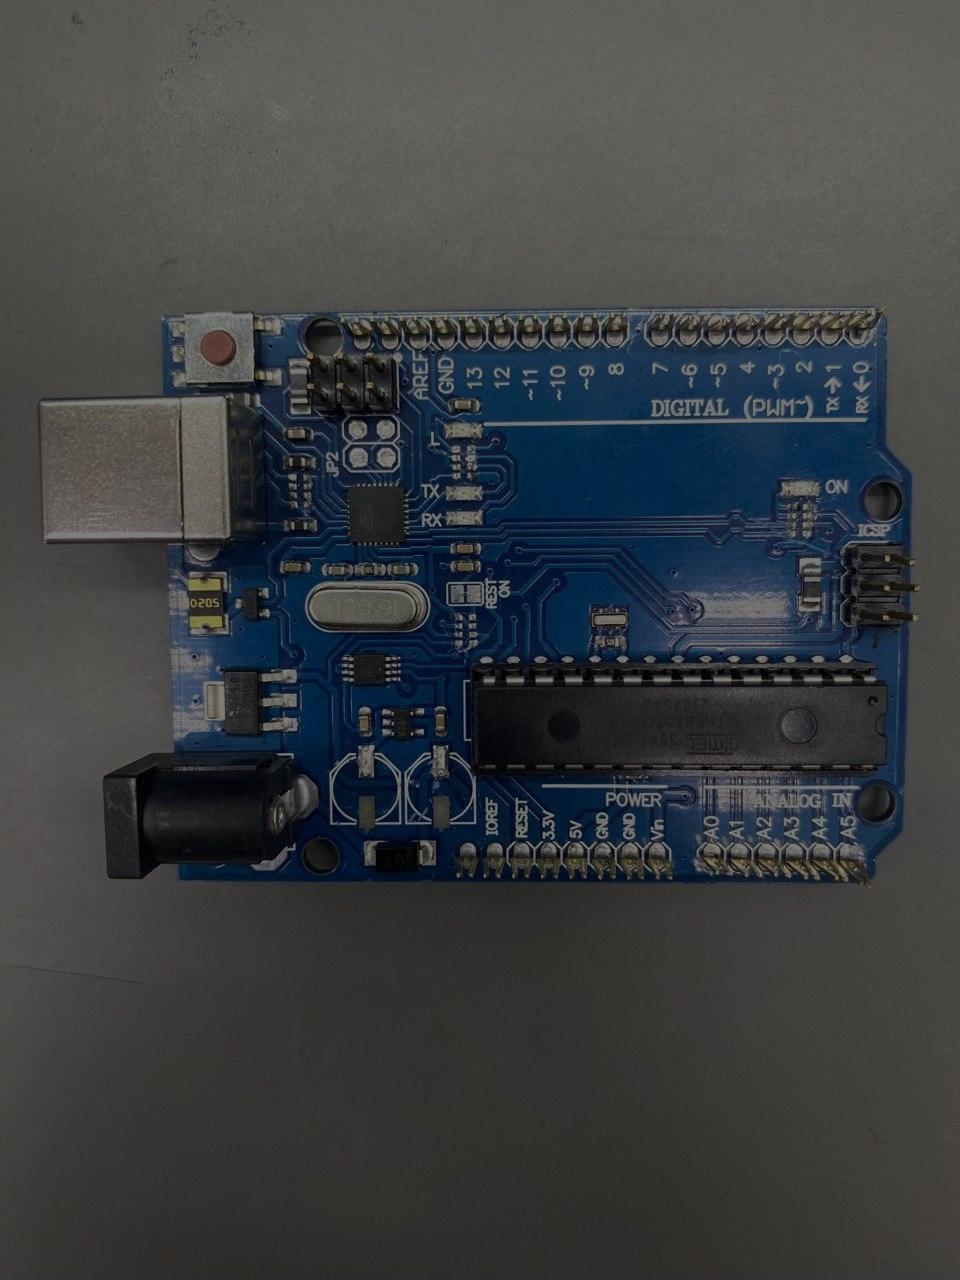 AREF
GND
13
12
~11
~10
~9
8
7
~6
~5
4
~3
2
TX→1
RX←0
DIGITAL (PWM~)
L
JP2
TX
RX
ON
ICSP
5020
REST
ON
POWER
ANALOG IN
IOREF
RESET
3.3V
5V
GND
GND
Vin
A0
A1
A2
A3
A4
A5